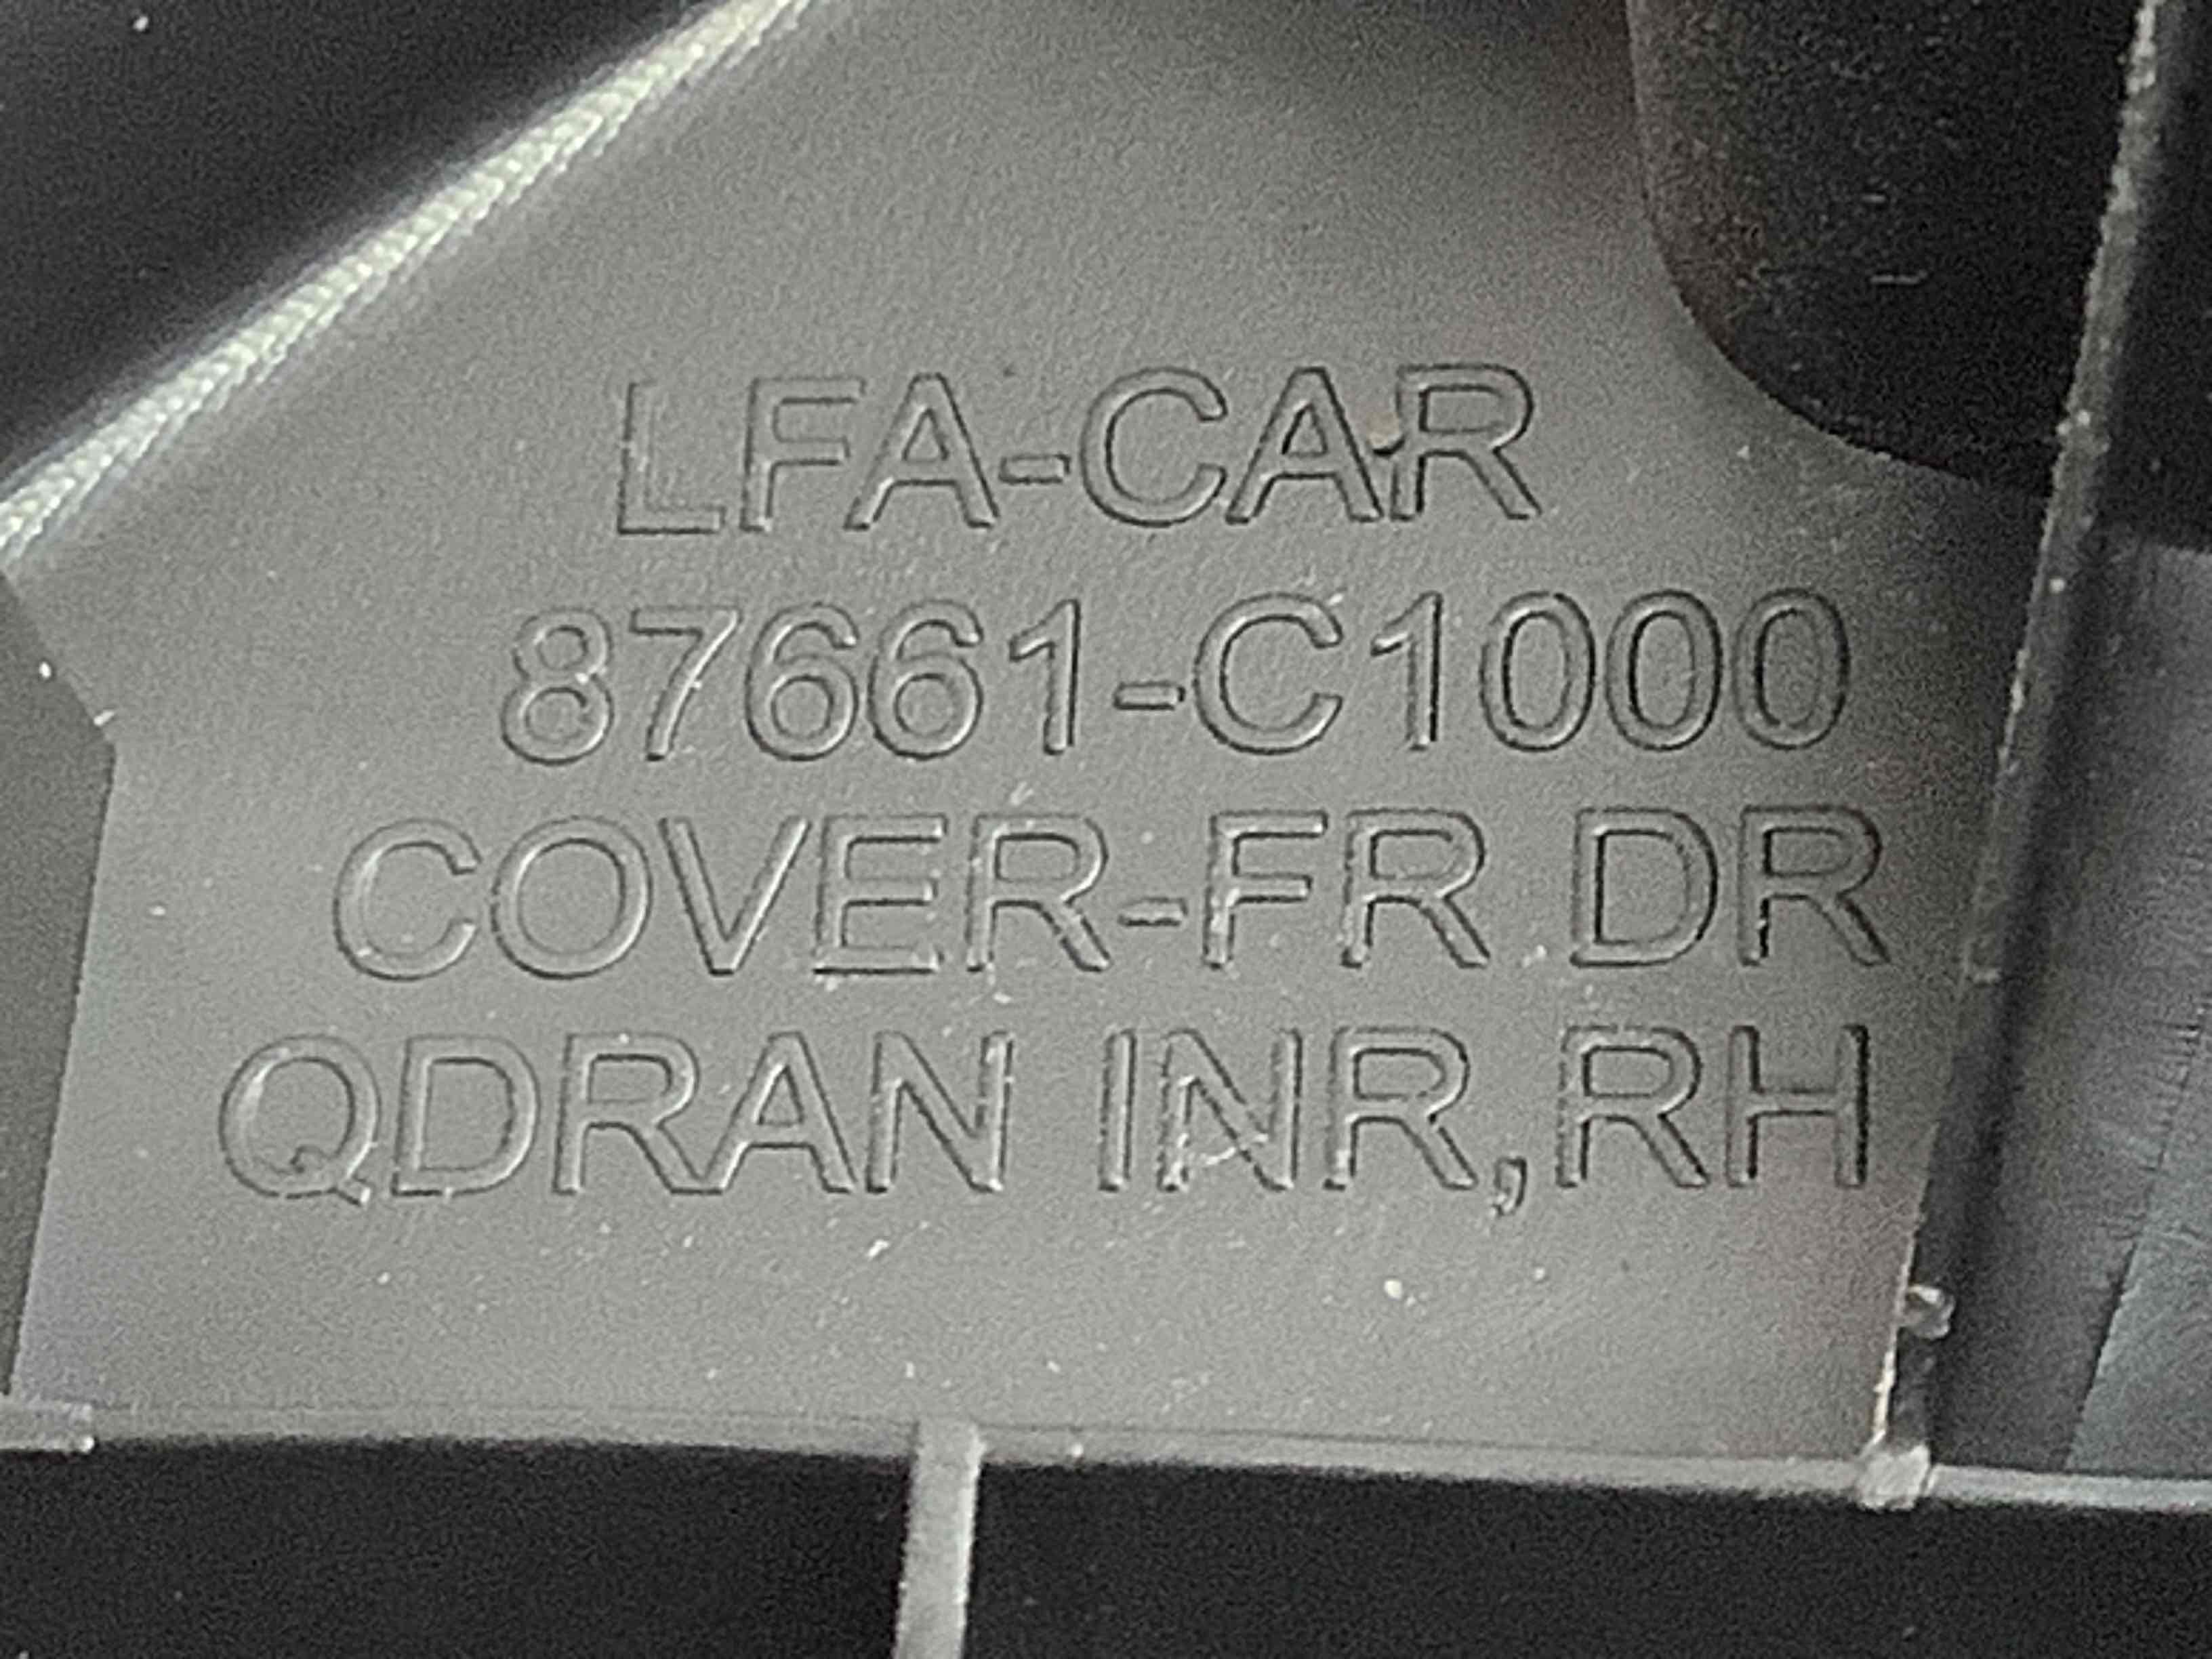 LFA-CAR
87661-C1000
COVER-FR DR
QDRAN INR,RH